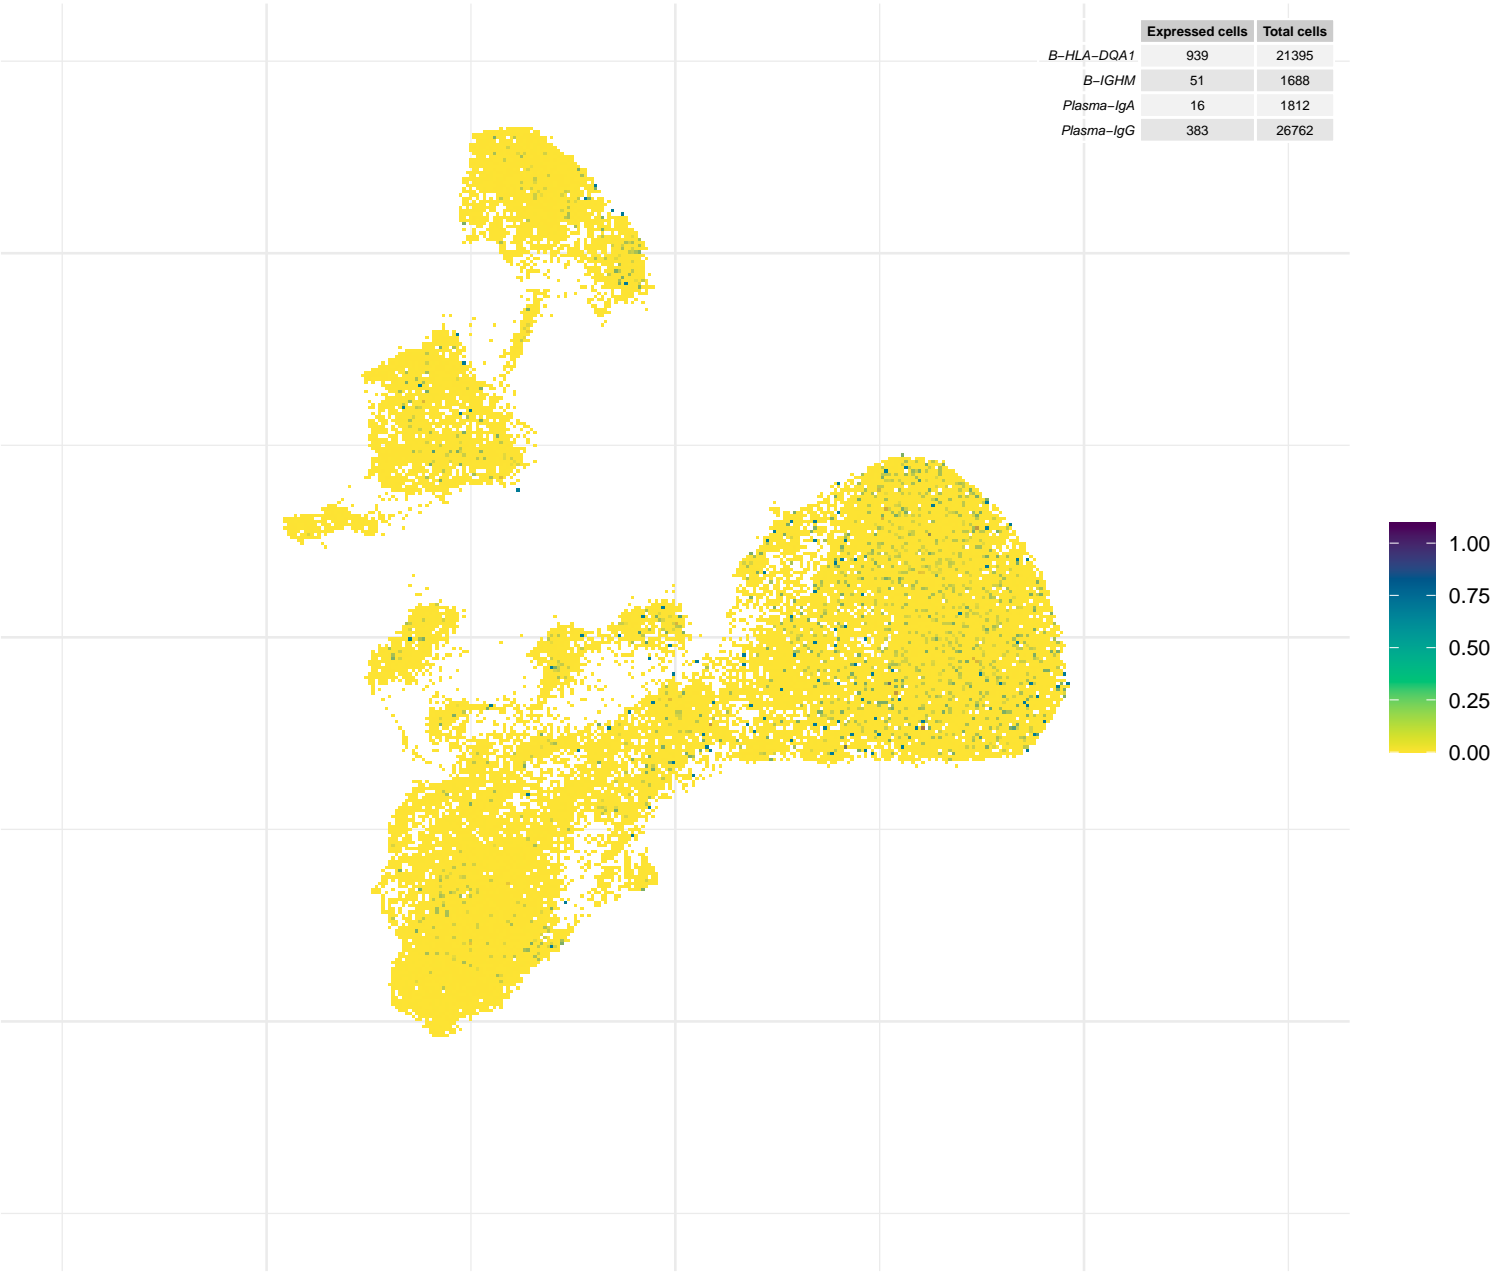 Expressed cells Total cells
B−HLA−DQA1 939 21395
B−IGHM 51 1688
Plasma−IgA 16 1812
Plasma−IgG 383 26762
1.00
0.75
0.50
0.25
0.00